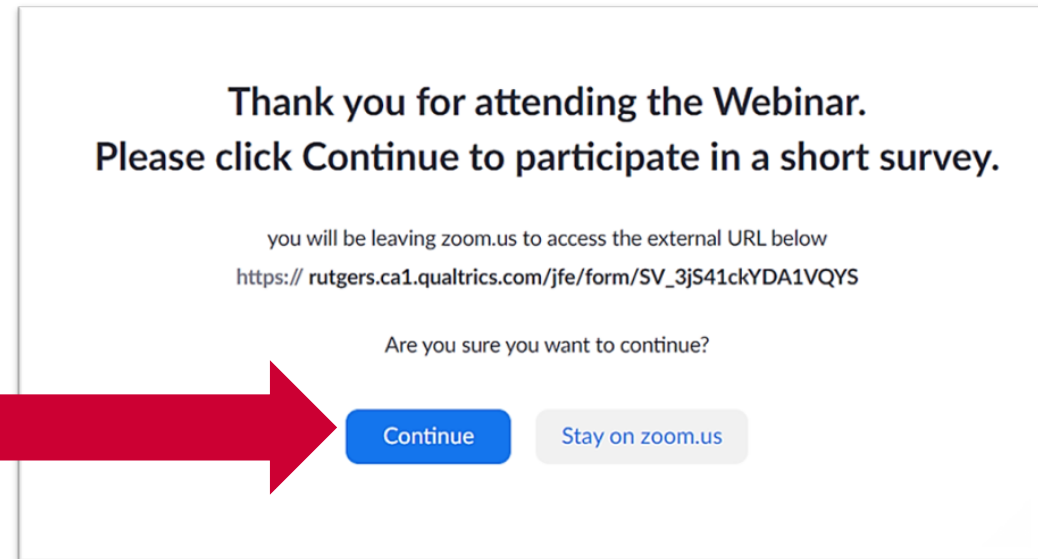 Thank you for attending the Webinar.
Please click Continue to participate in a short survey.
you will be leaving zoom.us to access the external URL below
https:// rutgers.ca1.qualtrics.com/jfe/form/SV_3jS41ckYDA1VQYS
Are you sure you want to continue?
Continue
Stay on zoom.us